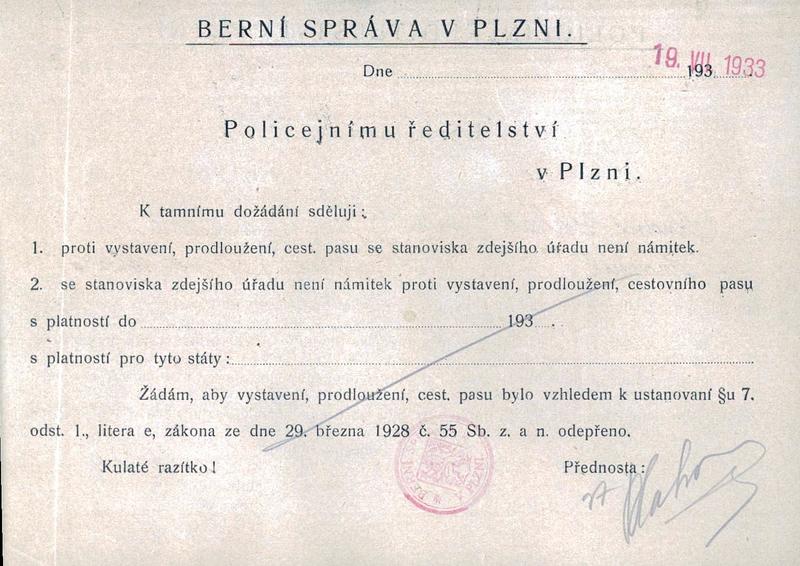 BERNÍ SPRÁVA V PLZNI.
Dne 193 19. VII. 1933
Policejnímu ředitelství
v Plzni.
K tamnímu dožádání sděluji:
1. proti vystavení, prodloužení, cest. pasu se stanoviska zdejšího úřadu není námitek.
2. se stanoviska zdejšího úřadu není námitek proti vystavení, prodloužení, cestovního pasu
s platností do 193 .
s platností pro tyto státy:
Žádám, aby vystavení, prodloužení, cest. pasu bylo vzhledem k ustanovaní §u 7.
odst. 1., litera e, zákona ze dne 29. března 1928 č. 55 Sb. z. a n. odepřeno.
Kulaté razítko! Přednosta: